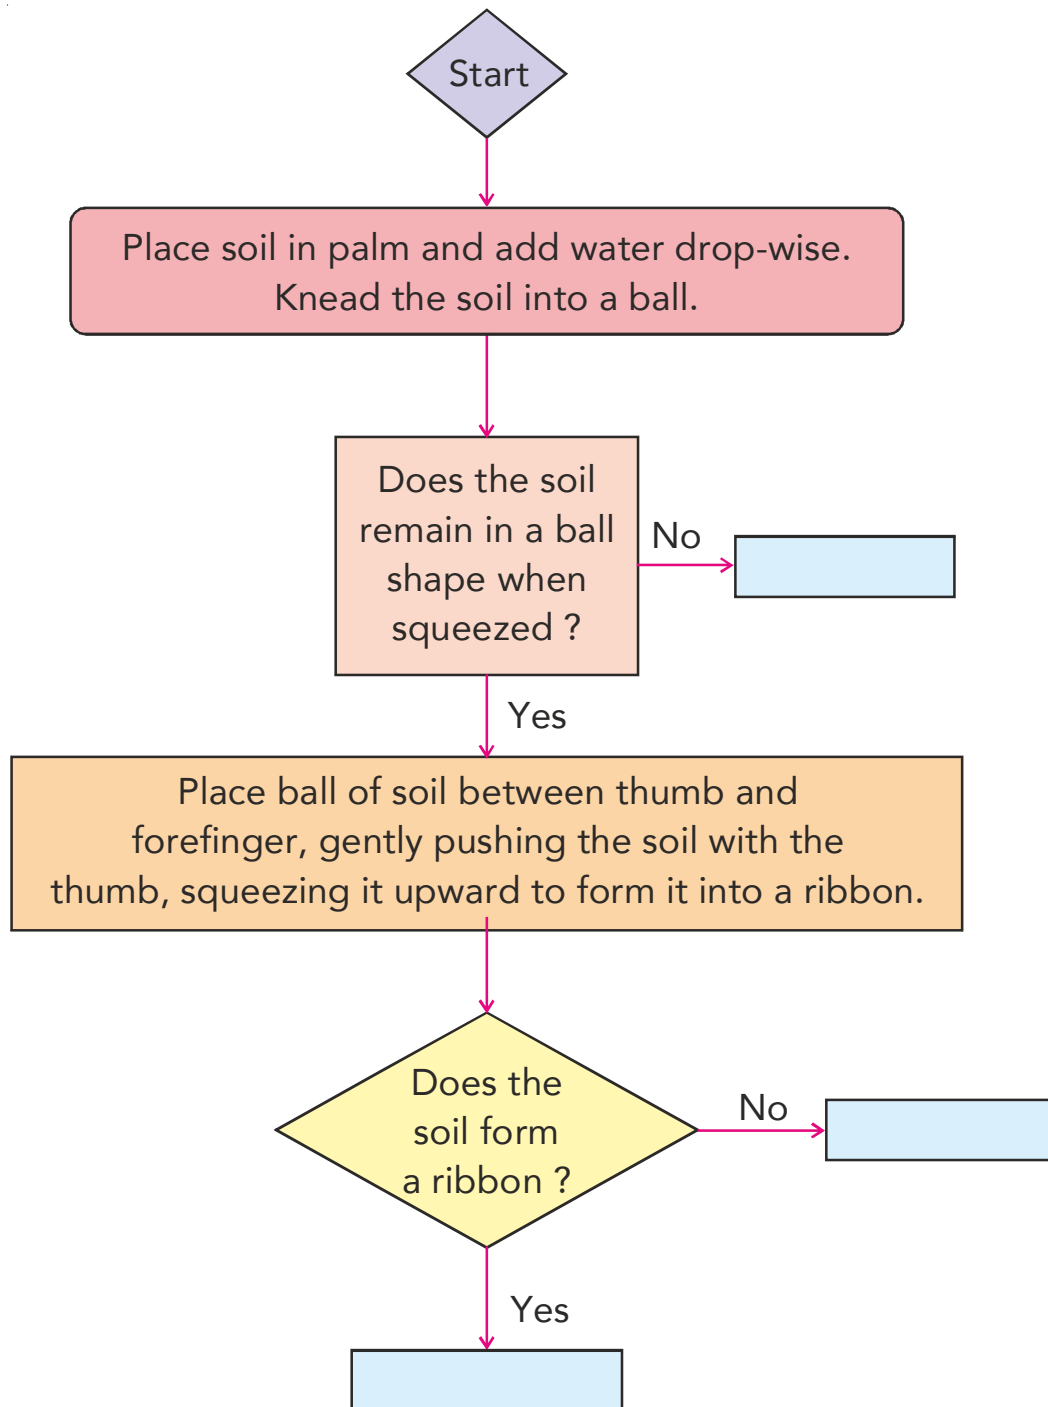 Start
Place soil in palm and add water drop-wise.
Knead the soil into a ball.
Does the soil
remain in a ball
shape when
squeezed ?
No
Yes
Place ball of soil between thumb and
forefinger, gently pushing the soil with the
thumb, squeezing it upward to form it into a ribbon.
Does the
soil form
a ribbon ?
No
Yes